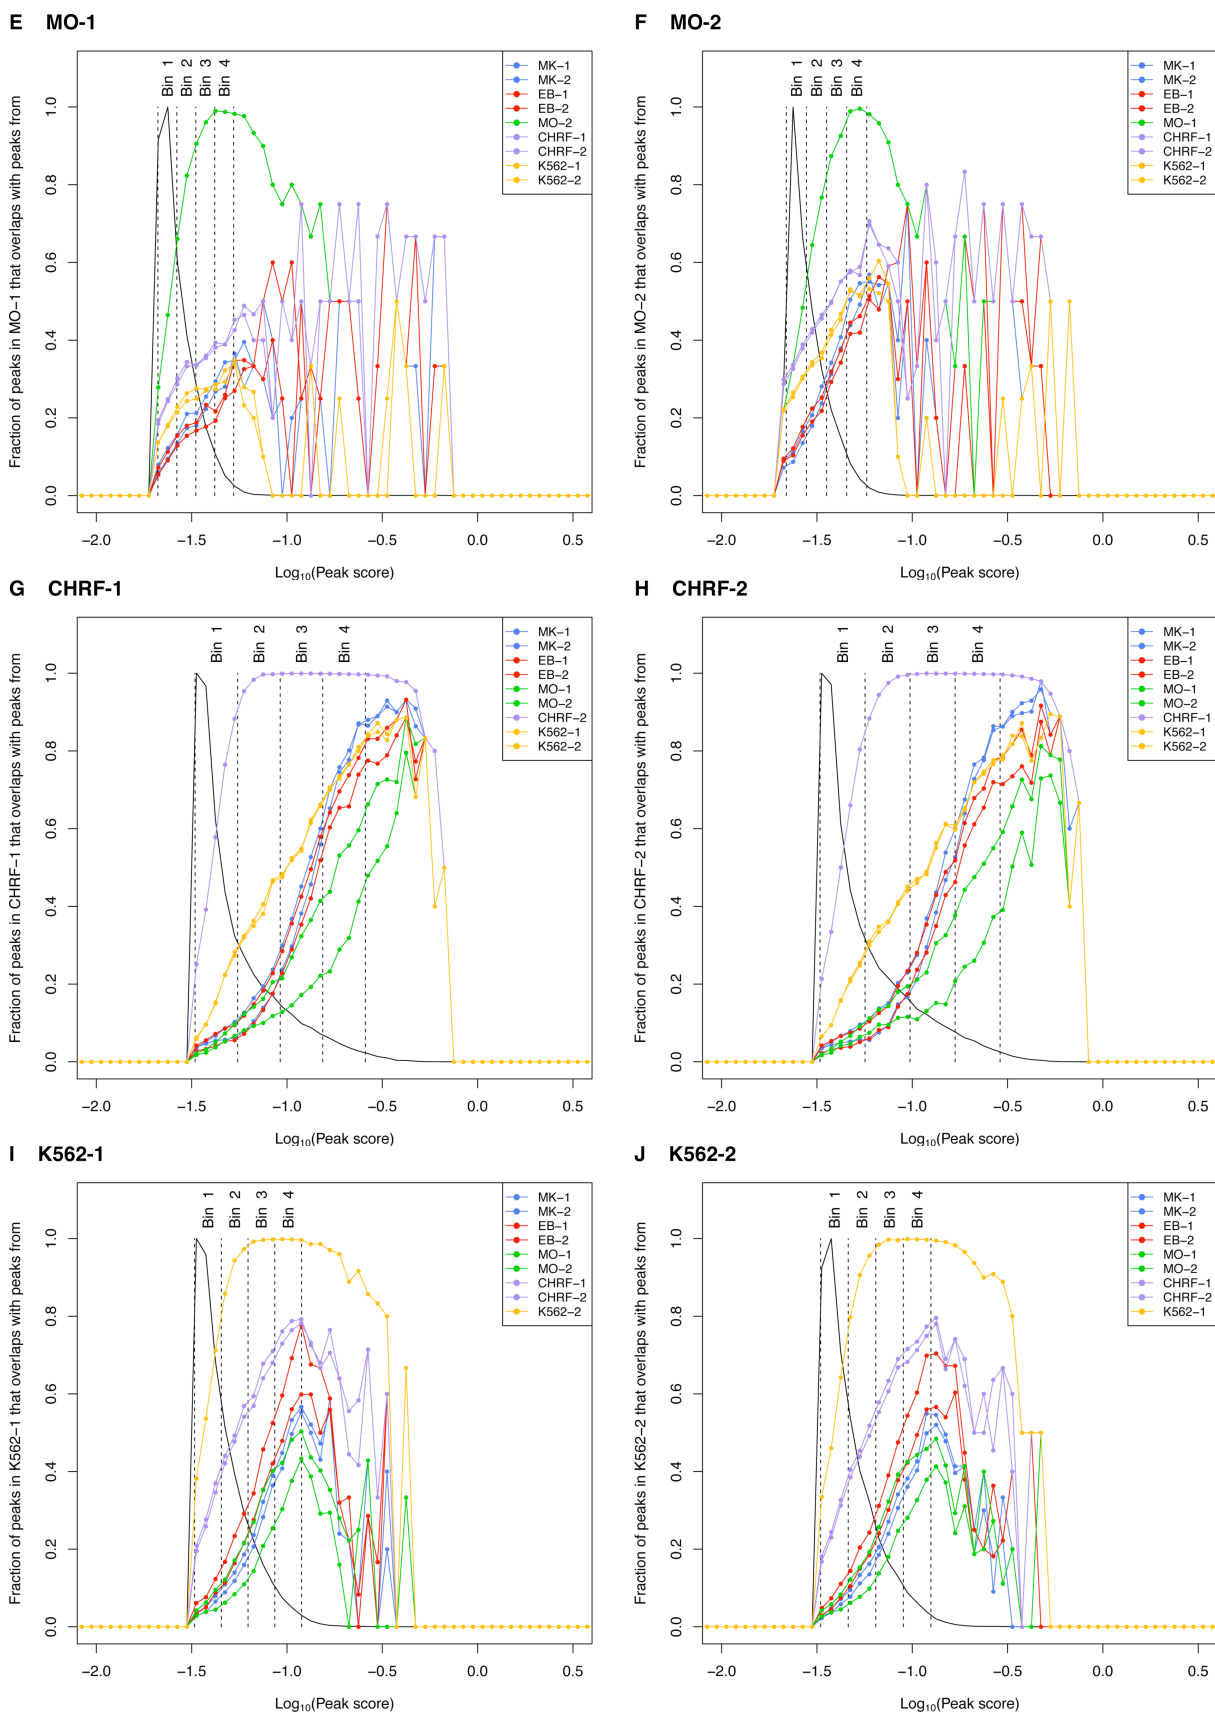 E MO-1
Fraction of peaks in MO−1 that overlaps with peaks from
0.0 0.2 0.4 0.6 0.8 1.0
Bin 1 Bin 2 Bin 3 Bin 4
MK−1
MK−2
EB−1
EB−2
MO−2
CHRF−1
CHRF−2
K562−1
K562−2
−2.0 −1.5 −1.0 −0.5 0.0 0.5
Log10(Peak score)
F MO-2
Fraction of peaks in MO−2 that overlaps with peaks from
0.0 0.2 0.4 0.6 0.8 1.0
Bin 1 Bin 2 Bin 3 Bin 4
MK−1
MK−2
EB−1
EB−2
MO−1
CHRF−1
CHRF−2
K562−1
K562−2
−2.0 −1.5 −1.0 −0.5 0.0 0.5
Log10(Peak score)
G CHRF-1
Fraction of peaks in CHRF−1 that overlaps with peaks from
0.0 0.2 0.4 0.6 0.8 1.0
Bin 1 Bin 2 Bin 3 Bin 4
MK−1
MK−2
EB−1
EB−2
MO−1
MO−2
CHRF−2
K562−1
K562−2
−2.0 −1.5 −1.0 −0.5 0.0 0.5
Log10(Peak score)
H CHRF-2
Fraction of peaks in CHRF−2 that overlaps with peaks from
0.0 0.2 0.4 0.6 0.8 1.0
Bin 1 Bin 2 Bin 3 Bin 4
MK−1
MK−2
EB−1
EB−2
MO−1
MO−2
CHRF−1
K562−1
K562−2
−2.0 −1.5 −1.0 −0.5 0.0 0.5
Log10(Peak score)
I K562-1
Fraction of peaks in K562−1 that overlaps with peaks from
0.0 0.2 0.4 0.6 0.8 1.0
Bin 1 Bin 2 Bin 3 Bin 4
MK−1
MK−2
EB−1
EB−2
MO−1
MO−2
CHRF−1
CHRF−2
K562−2
−2.0 −1.5 −1.0 −0.5 0.0 0.5
Log10(Peak score)
J K562-2
Fraction of peaks in K562−2 that overlaps with peaks from
0.0 0.2 0.4 0.6 0.8 1.0
Bin 1 Bin 2 Bin 3 Bin 4
MK−1
MK−2
EB−1
EB−2
MO−1
MO−2
CHRF−1
CHRF−2
K562−1
−2.0 −1.5 −1.0 −0.5 0.0 0.5
Log10(Peak score)